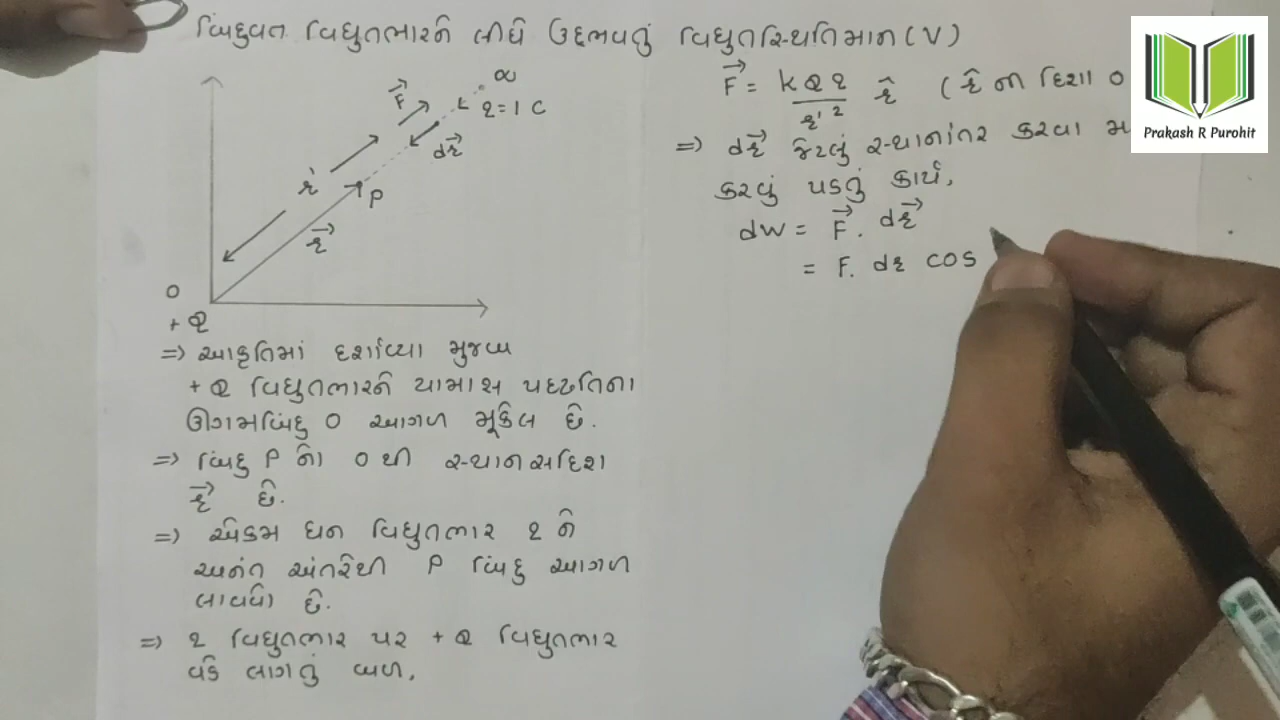 બિંદુવત વિદ્યુતભારને લીધે ઉદ્દભવતું વિદ્યુતસ્થિતિમાન (V)
∞
F⃗
q = 1 C
dr⃗
r'
P
r⃗
O
+ Q
⇒ આકૃતિમાં દર્શાવ્યા મુજબ
+ Q વિદ્યુતભારને યામાક્ષ પદ્ધતિના
ઊગમબિંદુ O આગળ મૂકેલ છે.
⇒ બિંદુ P નો O થી સ્થાનસદિશ
r⃗ છે.
⇒ એકમ ધન વિદ્યુતભાર q ને
અનંત અંતરેથી P બિંદુ આગળ
લાવવો છે.
⇒ q વિદ્યુતભાર પર + Q વિદ્યુતભાર
વડે લાગતું બળ,
F⃗ = kQq / r'² r̂ ( r̂ ની દિશા O
⇒ dr⃗ જેટલું સ્થાનાંતર કરવા મ
કરવું પડતું કાર્ય,
dW = F⃗ . dr⃗
= F. dr cos
Prakash R Purohit